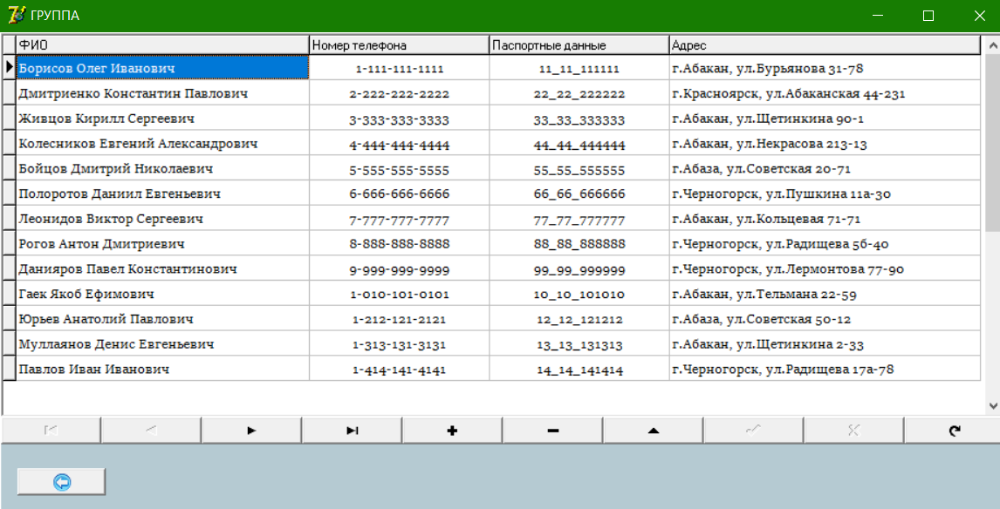 ГРУППА
ФИО Номер телефона Паспортные данные Адрес
Борисов Олег Иванович 1-111-111-1111 11_11_111111 г.Абакан, ул.Бурьянова 31-78
Дмитриенко Константин Павлович 2-222-222-2222 22_22_222222 г.Красноярск, ул.Абаканская 44-231
Живцов Кирилл Сергеевич 3-333-333-3333 33_33_333333 г.Абакан, ул.Щетинкина 90-1
Колесников Евгений Александрович 4-444-444-4444 44_44_444444 г.Абакан, ул.Некрасова 213-13
Бойцов Дмитрий Николаевич 5-555-555-5555 55_55_555555 г.Абаза, ул.Советская 20-71
Полоротов Даниил Евгеньевич 6-666-666-6666 66_66_666666 г.Черногорск, ул.Пушкина 11а-30
Леонидов Виктор Сергеевич 7-777-777-7777 77_77_777777 г.Абакан, ул.Кольцевая 71-71
Рогов Антон Дмитриевич 8-888-888-8888 88_88_888888 г.Черногорск, ул.Радищева 56-40
Данияров Павел Константинович 9-999-999-9999 99_99_999999 г.Черногорск, ул.Лермонтова 77-90
Гаек Якоб Ефимович 1-010-101-0101 10_10_101010 г.Абакан, ул.Тельмана 22-59
Юрьев Анатолий Павлович 1-212-121-2121 12_12_121212 г.Абаза, ул.Советская 50-12
Муллаянов Денис Евгеньевич 1-313-131-3131 13_13_131313 г.Абакан, ул.Щетинкина 2-33
Павлов Иван Иванович 1-414-141-4141 14_14_141414 г.Черногорск, ул.Радищева 17а-78